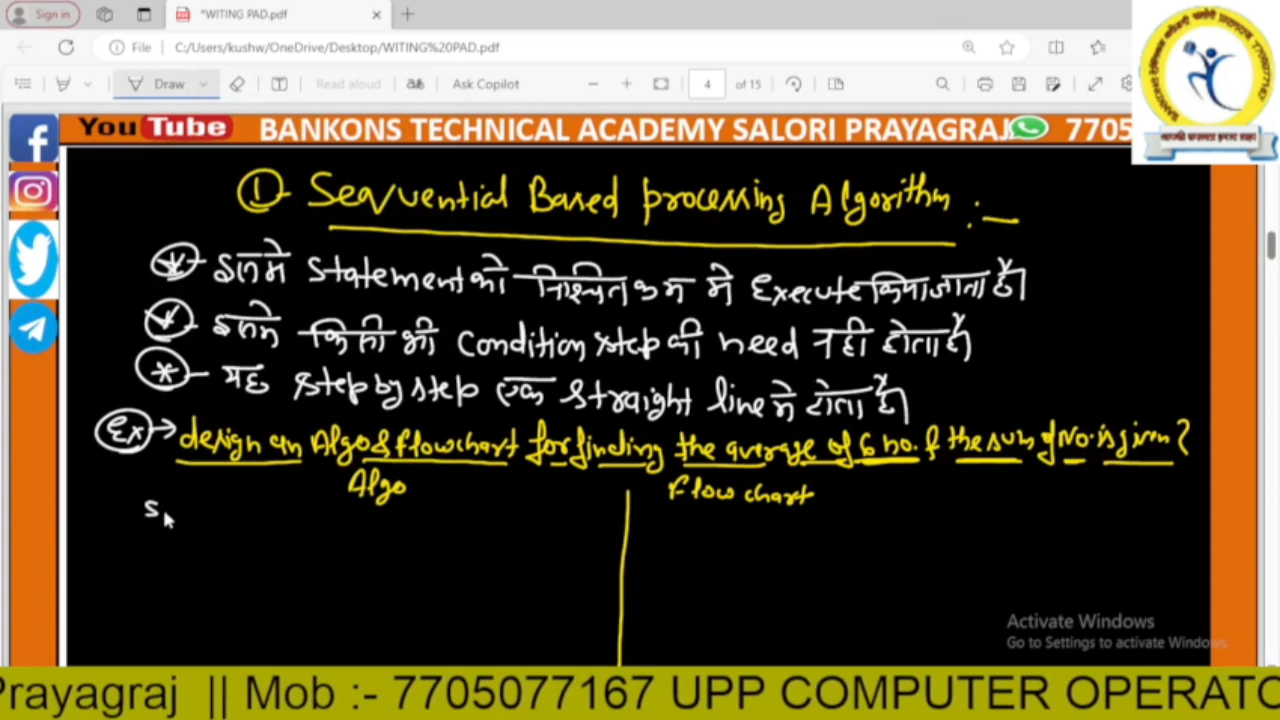 Sign in
*WITING PAD.pdf
File C:/Users/kushw/OneDrive/Desktop/WITING%20PAD.pdf
Draw Read aloud Ask Copilot 4 of 15
YouTube BANKONS TECHNICAL ACADEMY SALORI PRAYAGRAJ 7705
① Sequential Based processing Algorithm :—
* इसमे Statement को निश्चित क्रम मे Execute किया जाता है।
* इसमे किसी भी condition step की need नही होता है।
* यह step by step एक straight line मे होता है।
Ex → design an Algo & flowchart for finding the average of 6 no. & the sum of No. is given ?
Algo Flow chart
S
Activate Windows
Go to Settings to activate Windows.
Prayagraj || Mob :- 7705077167 UPP COMPUTER OPERATO